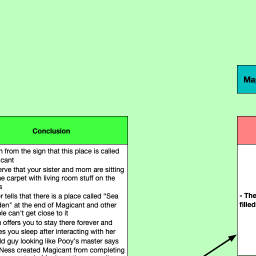 Ma
Conclusion
from the sign that this place is called
cant
erve that your sister and mom are sitting
e carpet with living room stuff on the
r tells that there is a place called "Sea
den" at the end of Magicant and other
le can't get close to it
offers you to stay there forever and
es you sleep after interacting with her
ld guy looking like Pooy's master says
Ness created Magicant from completing
- The
filled